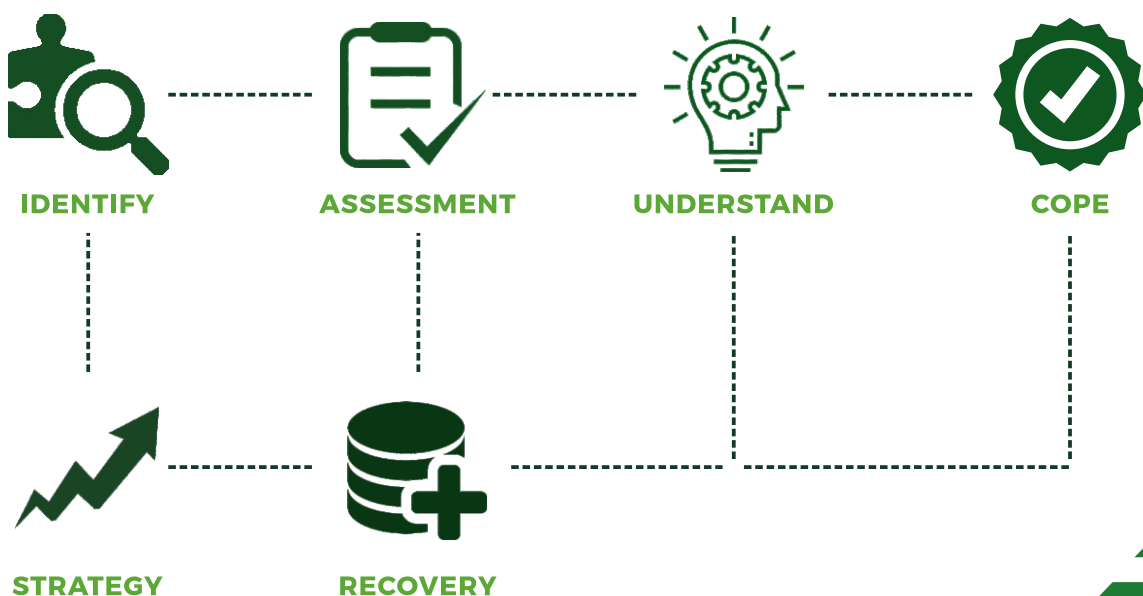 IDENTIFY
ASSESSMENT
UNDERSTAND
COPE
STRATEGY
RECOVERY